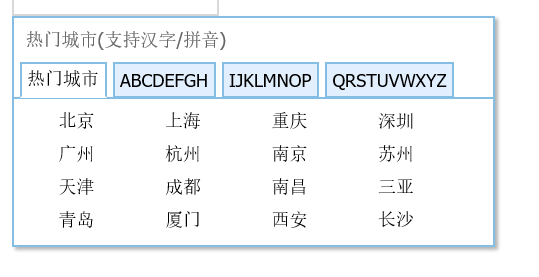 热门城市(支持汉字/拼音)
热门城市 ABCDEFGH IJKLMNOP QRSTUVWXYZ
北京 上海 重庆 深圳
广州 杭州 南京 苏州
天津 成都 南昌 三亚
青岛 厦门 西安 长沙